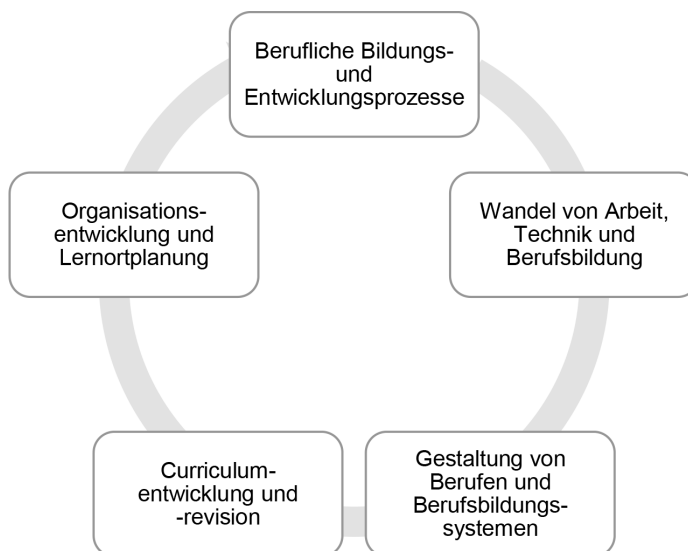 Berufliche Bildungs-
und
Entwicklungsprozesse
Wandel von Arbeit,
Technik und
Berufsbildung
Gestaltung von
Berufen und
Berufsbildungs-
systemen
Curriculum-
entwicklung und
-revision
Organisations-
entwicklung und
Lernortplanung